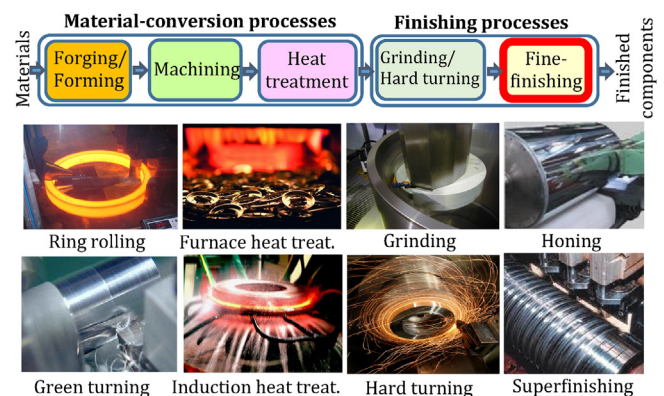 Material-conversion processes
Finishing processes
Materials
Forging/
Forming
Machining
Heat
treatment
Grinding/
Hard turning
Fine-
finishing
Finished
components
Ring rolling
Furnace heat treat.
Grinding
Honing
Green turning
Induction heat treat.
Hard turning
Superfinishing